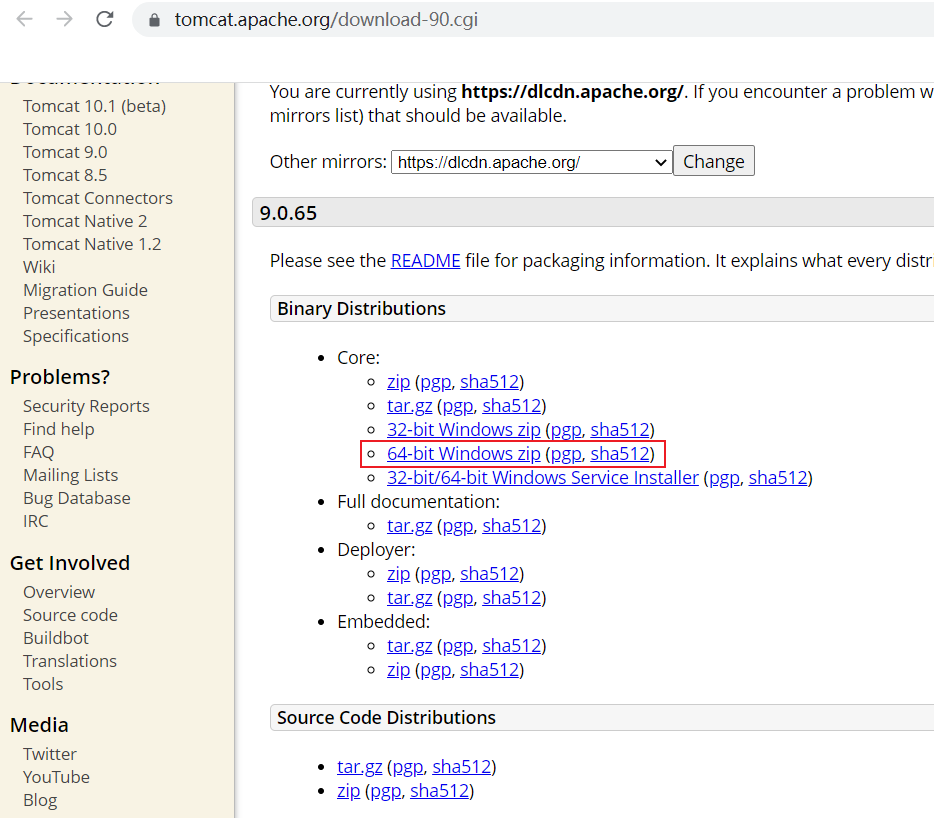 tomcat.apache.org/download-90.cgi
Documentation
Tomcat 10.1 (beta)
Tomcat 10.0
Tomcat 9.0
Tomcat 8.5
Tomcat Connectors
Tomcat Native 2
Tomcat Native 1.2
Wiki
Migration Guide
Presentations
Specifications
Problems?
Security Reports
Find help
FAQ
Mailing Lists
Bug Database
IRC
Get Involved
Overview
Source code
Buildbot
Translations
Tools
Media
Twitter
YouTube
Blog
You are currently using https://dlcdn.apache.org/. If you encounter a problem w
mirrors list) that should be available.
Other mirrors: https://dlcdn.apache.org/ Change
9.0.65
Please see the README file for packaging information. It explains what every distri
Binary Distributions
• Core:
◦ zip (pgp, sha512)
◦ tar.gz (pgp, sha512)
◦ 32-bit Windows zip (pgp, sha512)
◦ 64-bit Windows zip (pgp, sha512)
◦ 32-bit/64-bit Windows Service Installer (pgp, sha512)
• Full documentation:
◦ tar.gz (pgp, sha512)
• Deployer:
◦ zip (pgp, sha512)
◦ tar.gz (pgp, sha512)
• Embedded:
◦ tar.gz (pgp, sha512)
◦ zip (pgp, sha512)
Source Code Distributions
• tar.gz (pgp, sha512)
• zip (pgp, sha512)